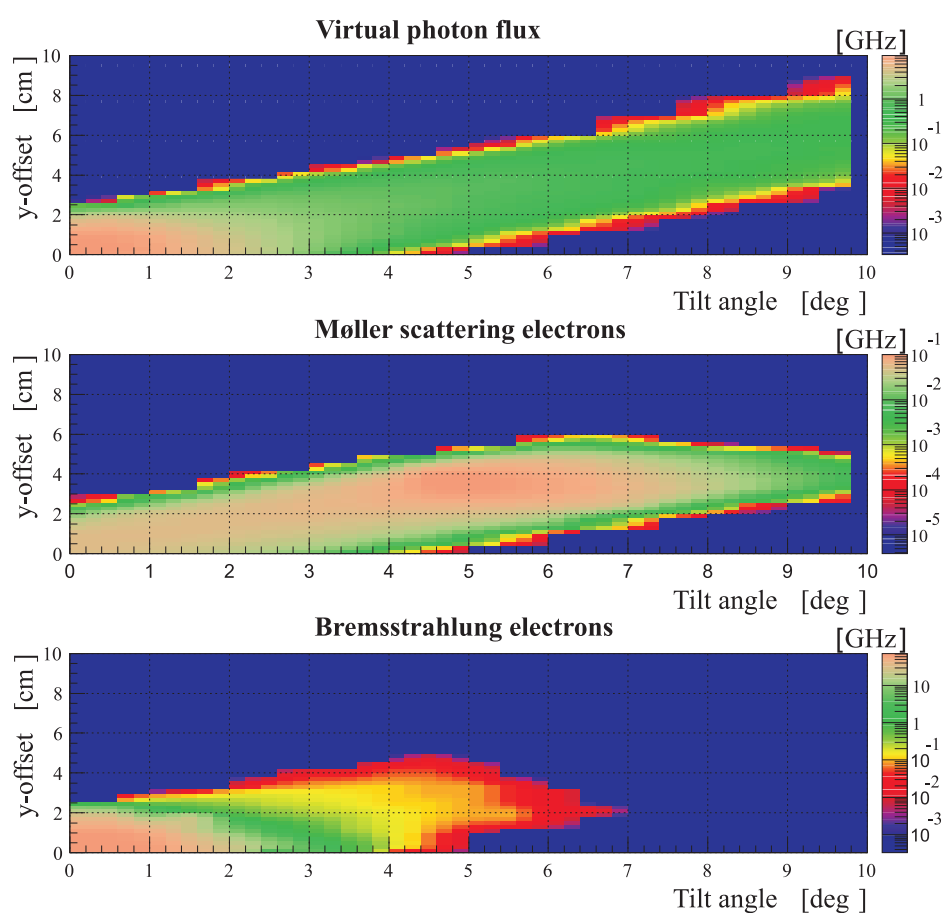 Virtual photon flux
[GHz]
y-offset [cm]
10
8
6
4
2
0
0 1 2 3 4 5 6 7 8 9 10
Tilt angle [deg ]
1
10 -1
10 -2
10 -3
Møller scattering electrons
[GHz]
y-offset [cm]
10
8
6
4
2
0
0 1 2 3 4 5 6 7 8 9 10
Tilt angle [deg ]
10 -1
10 -2
10 -3
10 -4
10 -5
Bremsstrahlung electrons
[GHz]
y-offset [cm]
10
8
6
4
2
0
0 1 2 3 4 5 6 7 8 9 10
Tilt angle [deg ]
10
1
10 -1
10 -2
10 -3